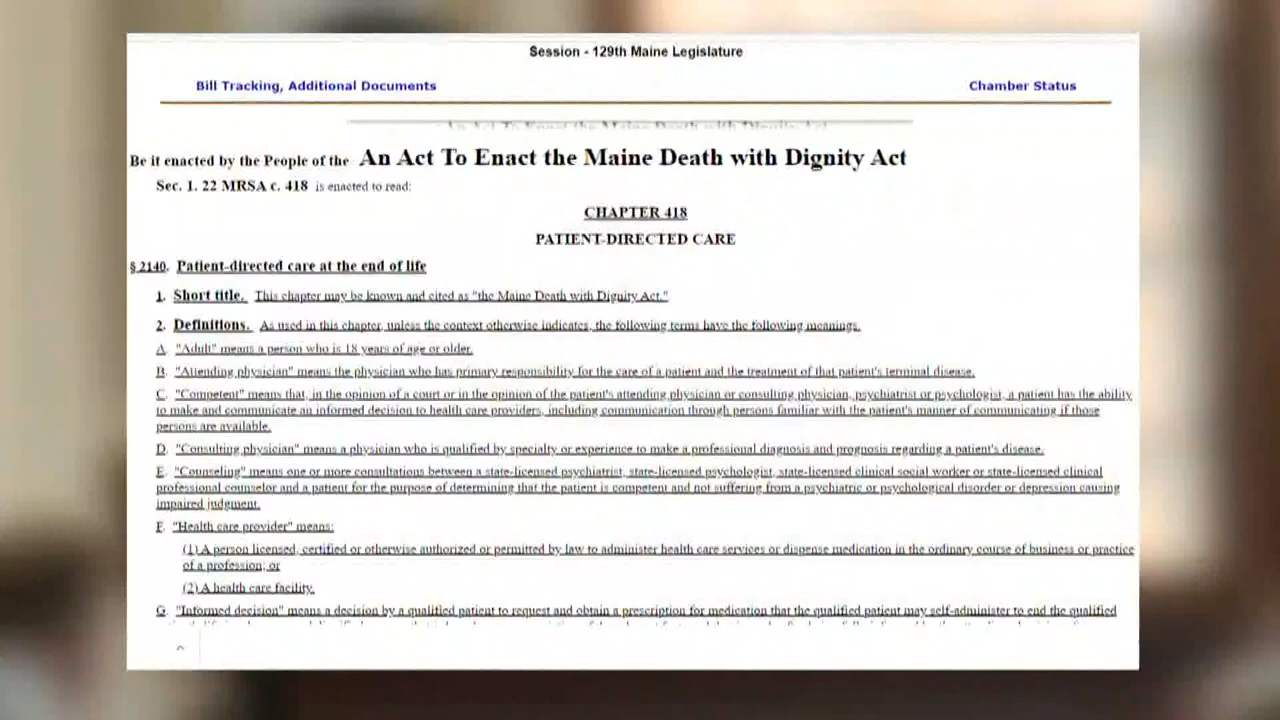 Session - 129th Maine Legislature
Bill Tracking, Additional Documents Chamber Status
Be it enacted by the People of the An Act To Enact the Maine Death with Dignity Act
Sec. 1. 22 MRSA c. 418 is enacted to read:
CHAPTER 418
PATIENT-DIRECTED CARE
§ 2140. Patient-directed care at the end of life
1. Short title. This chapter may be known and cited as "the Maine Death with Dignity Act."
2. Definitions. As used in this chapter, unless the context otherwise indicates, the following terms have the following meanings.
A. "Adult" means a person who is 18 years of age or older.
B. "Attending physician" means the physician who has primary responsibility for the care of a patient and the treatment of that patient's terminal disease.
C. "Competent" means that, in the opinion of a court or in the opinion of the patient's attending physician or consulting physician, psychiatrist or psychologist, a patient has the ability
to make and communicate an informed decision to health care providers, including communication through persons familiar with the patient's manner of communicating if those
persons are available.
D. "Consulting physician" means a physician who is qualified by specialty or experience to make a professional diagnosis and prognosis regarding a patient's disease.
E. "Counseling" means one or more consultations between a state-licensed psychiatrist, state-licensed psychologist, state-licensed clinical social worker or state-licensed clinical
professional counselor and a patient for the purpose of determining that the patient is competent and not suffering from a psychiatric or psychological disorder or depression causing
impaired judgment.
F. "Health care provider" means:
(1) A person licensed, certified or otherwise authorized or permitted by law to administer health care services or dispense medication in the ordinary course of business or practice
of a profession; or
(2) A health care facility.
G. "Informed decision" means a decision by a qualified patient to request and obtain a prescription for medication that the qualified patient may self-administer to end the qualified